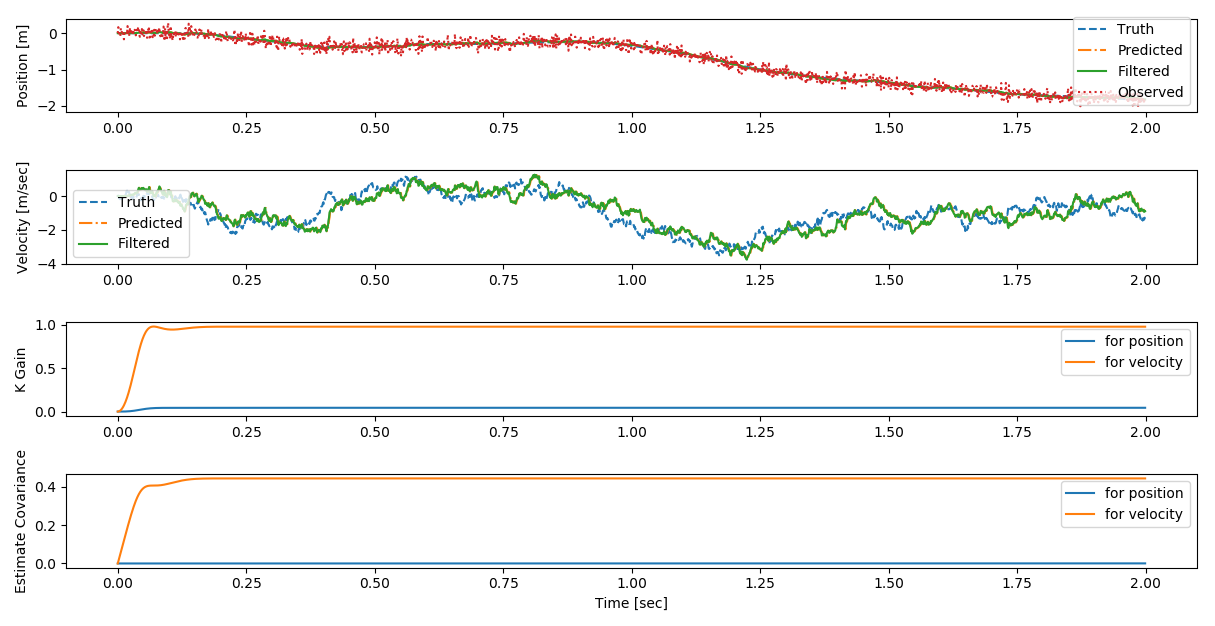 Position [m]
0
−1
−2
Truth
Predicted
Filtered
Observed
0.00 0.25 0.50 0.75 1.00 1.25 1.50 1.75 2.00
Velocity [m/sec]
0
−2
−4
Truth
Predicted
Filtered
0.00 0.25 0.50 0.75 1.00 1.25 1.50 1.75 2.00
K Gain
1.0
0.5
0.0
for position
for velocity
0.00 0.25 0.50 0.75 1.00 1.25 1.50 1.75 2.00
Estimate Covariance
0.4
0.2
0.0
for position
for velocity
0.00 0.25 0.50 0.75 1.00 1.25 1.50 1.75 2.00
Time [sec]